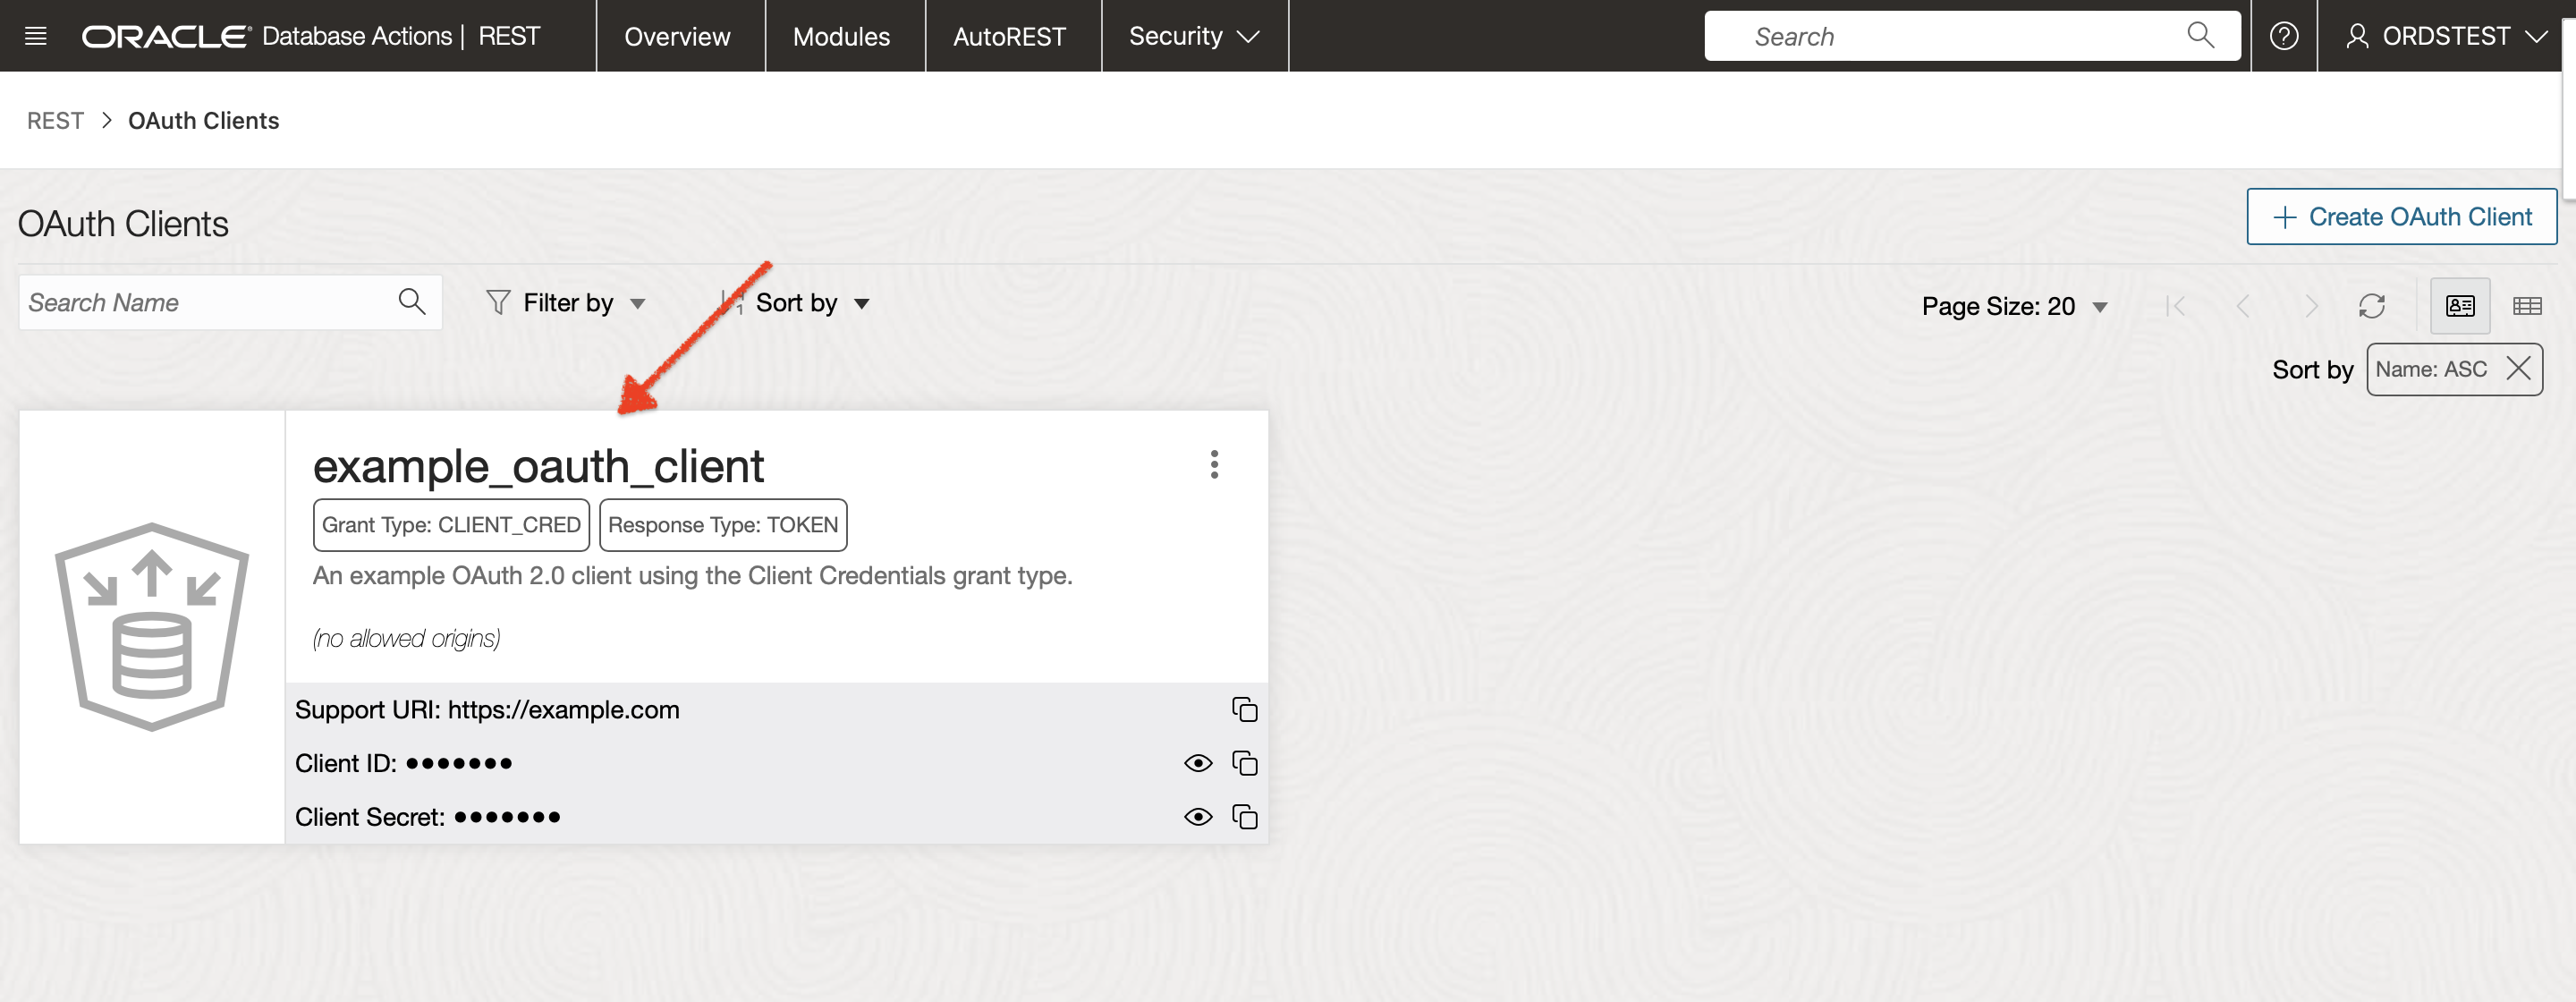 ORACLE Database Actions | REST Overview Modules AutoREST Security Search ORDSTEST
REST > OAuth Clients
OAuth Clients
+ Create OAuth Client
Search Name Filter by Sort by Page Size: 20
Sort by Name: ASC
example_oauth_client
Grant Type: CLIENT_CRED Response Type: TOKEN
An example OAuth 2.0 client using the Client Credentials grant type.
(no allowed origins)
Support URI: https://example.com
Client ID: •••••••
Client Secret: •••••••